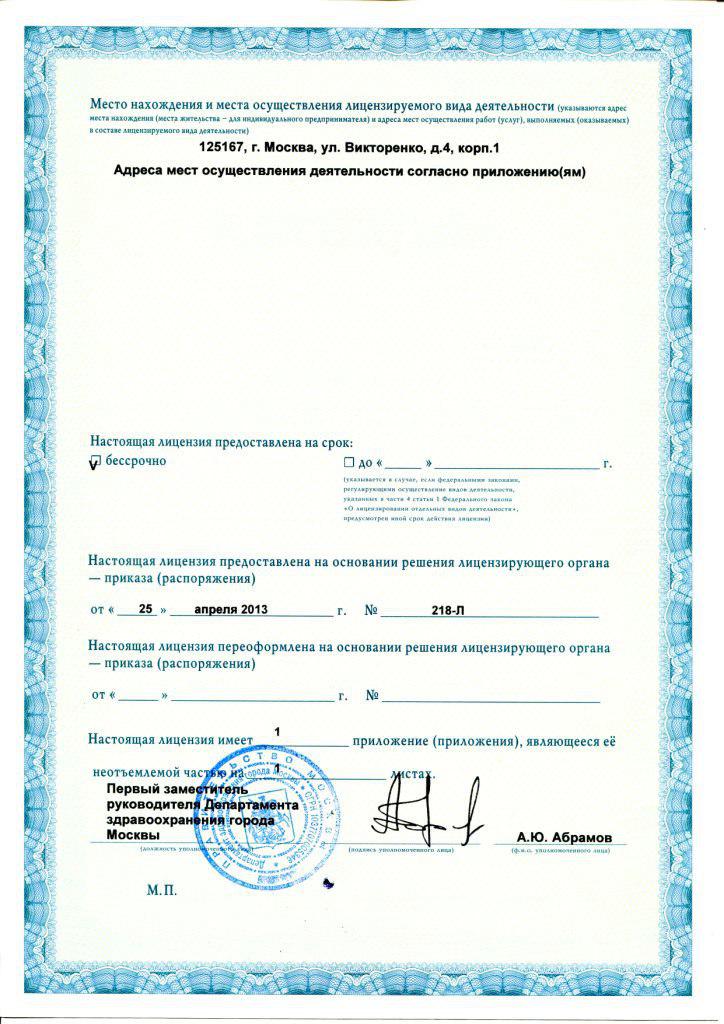 Место нахождения и места осуществления лицензируемого вида деятельности (указываются адрес
места нахождения (места жительства – для индивидуального предпринимателя) и адреса мест осуществления работ (услуг), выполняемых (оказываемых)
в составе лицензируемого вида деятельности)
125167, г. Москва, ул. Викторенко, д.4, корп.1
Адреса мест осуществления деятельности согласно приложению(ям)
Настоящая лицензия предоставлена на срок:
V бессрочно
до « ______ » ______________________ г.
(указывается в случае, если федеральными законами,
регулирующими осуществление видов деятельности,
указанных в части 4 статьи 1 Федерального закона
«О лицензировании отдельных видов деятельности»,
предусмотрен иной срок действия лицензии)
Настоящая лицензия предоставлена на основании решения лицензирующего органа
— приказа (распоряжения)
от « 25 » апреля 2013 г. № 218-Л
Настоящая лицензия переоформлена на основании решения лицензирующего органа
— приказа (распоряжения)
от « ______ » ______________________ г. № ______________________
Настоящая лицензия имеет 1 приложение (приложения), являющееся её
неотъемлемой частью на 1 листах.
Первый заместитель
руководителя Департамента
здравоохранения города
Москвы
А.Ю. Абрамов
(должность уполномоченного лица)
(подпись уполномоченного лица)
(ф.и.о. уполномоченного лица)
М.П.
ПРАВИТЕЛЬСТВО МОСКВЫ